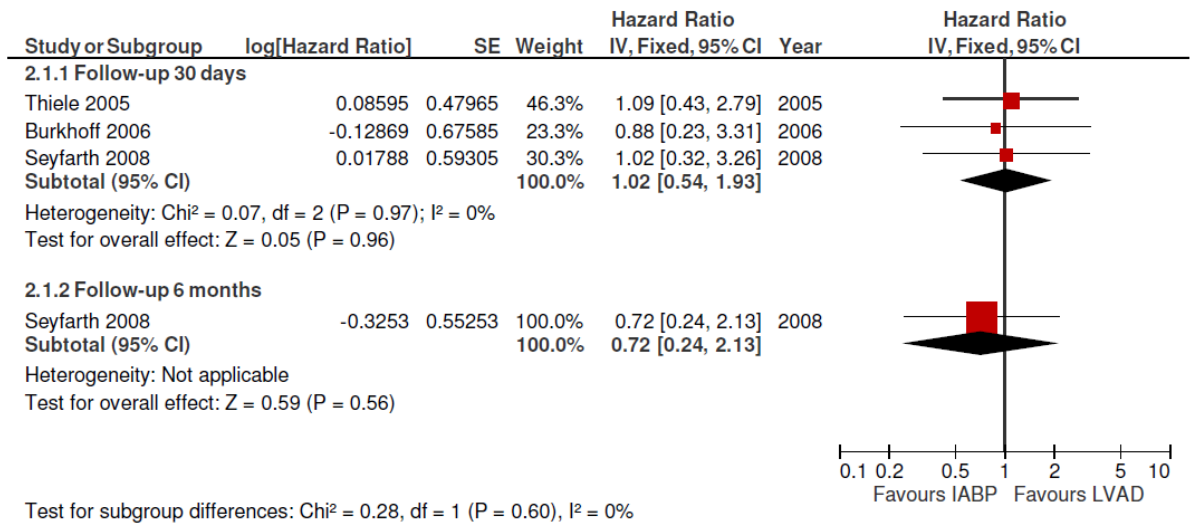 Hazard Ratio Hazard Ratio
Study or Subgroup log[Hazard Ratio] SE Weight IV, Fixed, 95% CI Year IV, Fixed, 95% CI
2.1.1 Follow-up 30 days
Thiele 2005 0.08595 0.47965 46.3% 1.09 [0.43, 2.79] 2005
Burkhoff 2006 -0.12869 0.67585 23.3% 0.88 [0.23, 3.31] 2006
Seyfarth 2008 0.01788 0.59305 30.3% 1.02 [0.32, 3.26] 2008
Subtotal (95% CI) 100.0% 1.02 [0.54, 1.93]
Heterogeneity: Chi² = 0.07, df = 2 (P = 0.97); I² = 0%
Test for overall effect: Z = 0.05 (P = 0.96)
2.1.2 Follow-up 6 months
Seyfarth 2008 -0.3253 0.55253 100.0% 0.72 [0.24, 2.13] 2008
Subtotal (95% CI) 100.0% 0.72 [0.24, 2.13]
Heterogeneity: Not applicable
Test for overall effect: Z = 0.59 (P = 0.56)
0.1 0.2 0.5 1 2 5 10
Favours IABP Favours LVAD
Test for subgroup differences: Chi² = 0.28, df = 1 (P = 0.60), I² = 0%